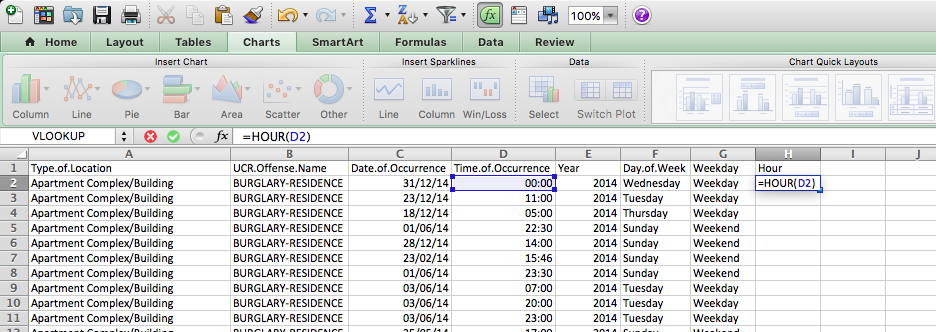 100%
Home Layout Tables Charts SmartArt Formulas Data Review
Insert Chart Insert Sparklines Data Chart Quick Layouts
Column Line Pie Bar Area Scatter Other Line Column Win/Loss Select Switch Plot
VLOOKUP fx =HOUR(D2)
A B C D E F G H I J
1 Type.of.Location UCR.Offense.Name Date.of.Occurrence Time.of.Occurrence Year Day.of.Week Weekday Hour
2 Apartment Complex/Building BURGLARY-RESIDENCE 31/12/14 00:00 2014 Wednesday Weekday =HOUR(D2)
3 Apartment Complex/Building BURGLARY-RESIDENCE 23/12/14 11:00 2014 Tuesday Weekday
4 Apartment Complex/Building BURGLARY-RESIDENCE 18/12/14 05:00 2014 Thursday Weekday
5 Apartment Complex/Building BURGLARY-RESIDENCE 01/06/14 22:30 2014 Sunday Weekend
6 Apartment Complex/Building BURGLARY-RESIDENCE 28/12/14 14:00 2014 Sunday Weekend
7 Apartment Complex/Building BURGLARY-RESIDENCE 23/02/14 15:46 2014 Sunday Weekend
8 Apartment Complex/Building BURGLARY-RESIDENCE 01/06/14 23:30 2014 Sunday Weekend
9 Apartment Complex/Building BURGLARY-RESIDENCE 03/06/14 07:00 2014 Tuesday Weekday
10 Apartment Complex/Building BURGLARY-RESIDENCE 03/06/14 20:00 2014 Tuesday Weekday
11 Apartment Complex/Building BURGLARY-RESIDENCE 03/06/14 23:00 2014 Tuesday Weekday